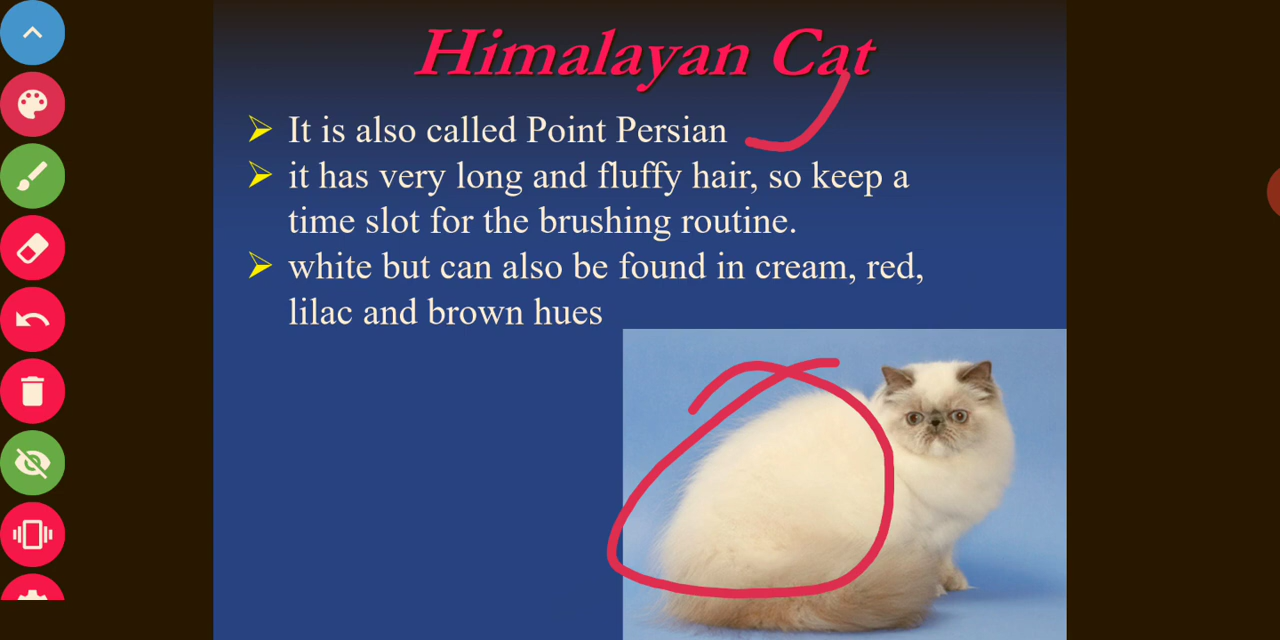 Himalayan Cat
It is also called Point Persian
it has very long and fluffy hair, so keep a
time slot for the brushing routine.
white but can also be found in cream, red,
lilac and brown hues